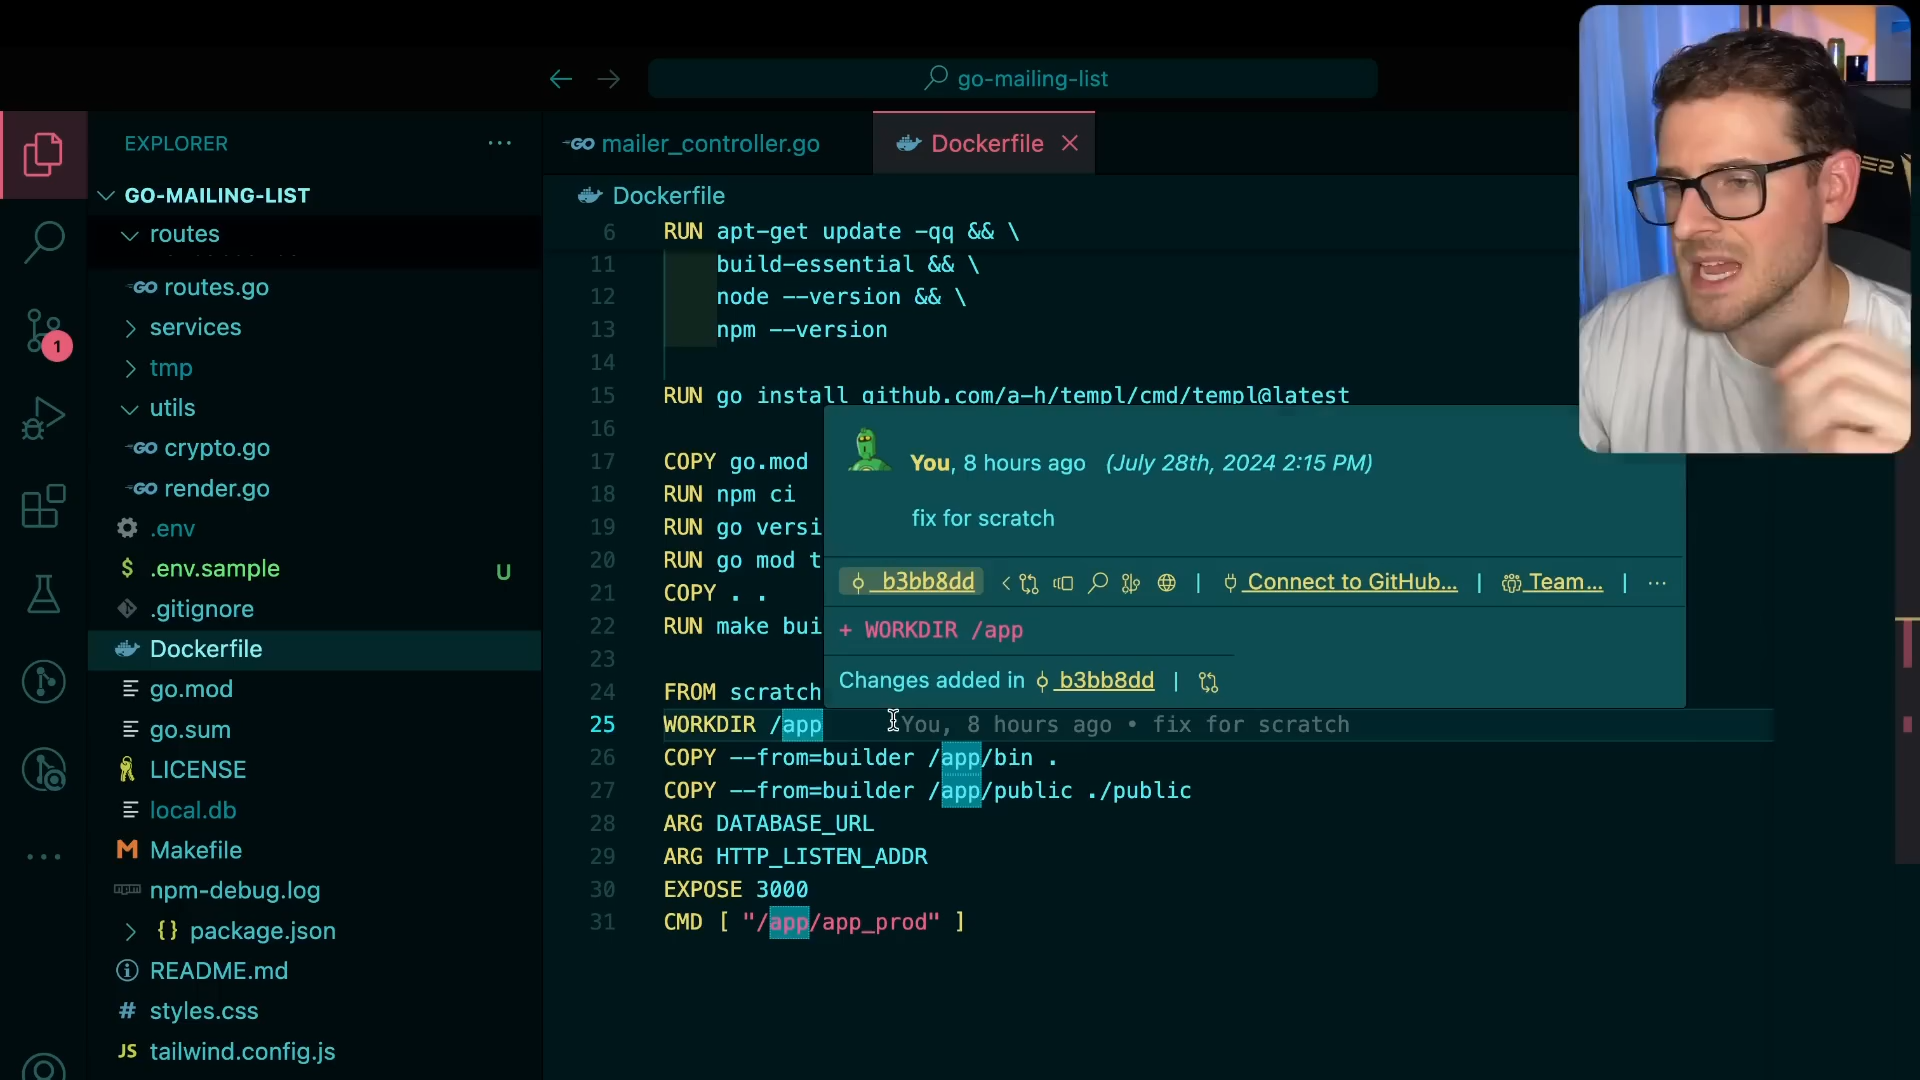 go-mailing-list
EXPLORER
GO-MAILING-LIST
routes
routes.go
services
tmp
utils
crypto.go
render.go
.env
.env.sample U
.gitignore
Dockerfile
go.mod
go.sum
LICENSE
local.db
Makefile
npm-debug.log
{} package.json
README.md
# styles.css
JS tailwind.config.js
1
GO mailer_controller.go
Dockerfile
Dockerfile
6 RUN apt-get update -qq && \
11 build-essential && \
12 node --version && \
13 npm --version
14
15 RUN go install github.com/a-h/templ/cmd/templ@latest
16
17 COPY go.mod
18 RUN npm ci
19 RUN go versi
20 RUN go mod t
21 COPY . .
22 RUN make bui
23
24 FROM scratch
25 WORKDIR /app You, 8 hours ago • fix for scratch
26 COPY --from=builder /app/bin .
27 COPY --from=builder /app/public ./public
28 ARG DATABASE_URL
29 ARG HTTP_LISTEN_ADDR
30 EXPOSE 3000
31 CMD [ "/app/app_prod" ]
You, 8 hours ago (July 28th, 2024 2:15 PM)
fix for scratch
b3bb8dd | Connect to GitHub... | Team... | ...
+ WORKDIR /app
Changes added in b3bb8dd |